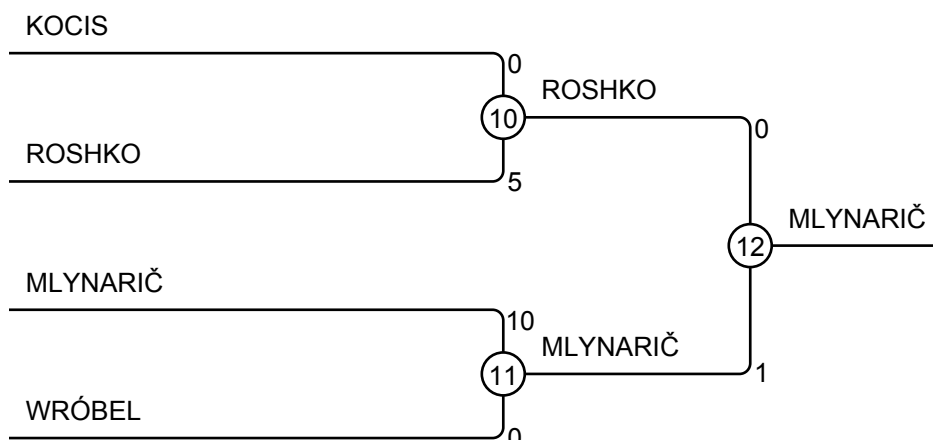 KOCIS
0
10
ROSHKO
0
ROSHKO
5
12
MLYNARIČ
MLYNARIČ
10
11
MLYNARIČ
1
WRÓBEL
0